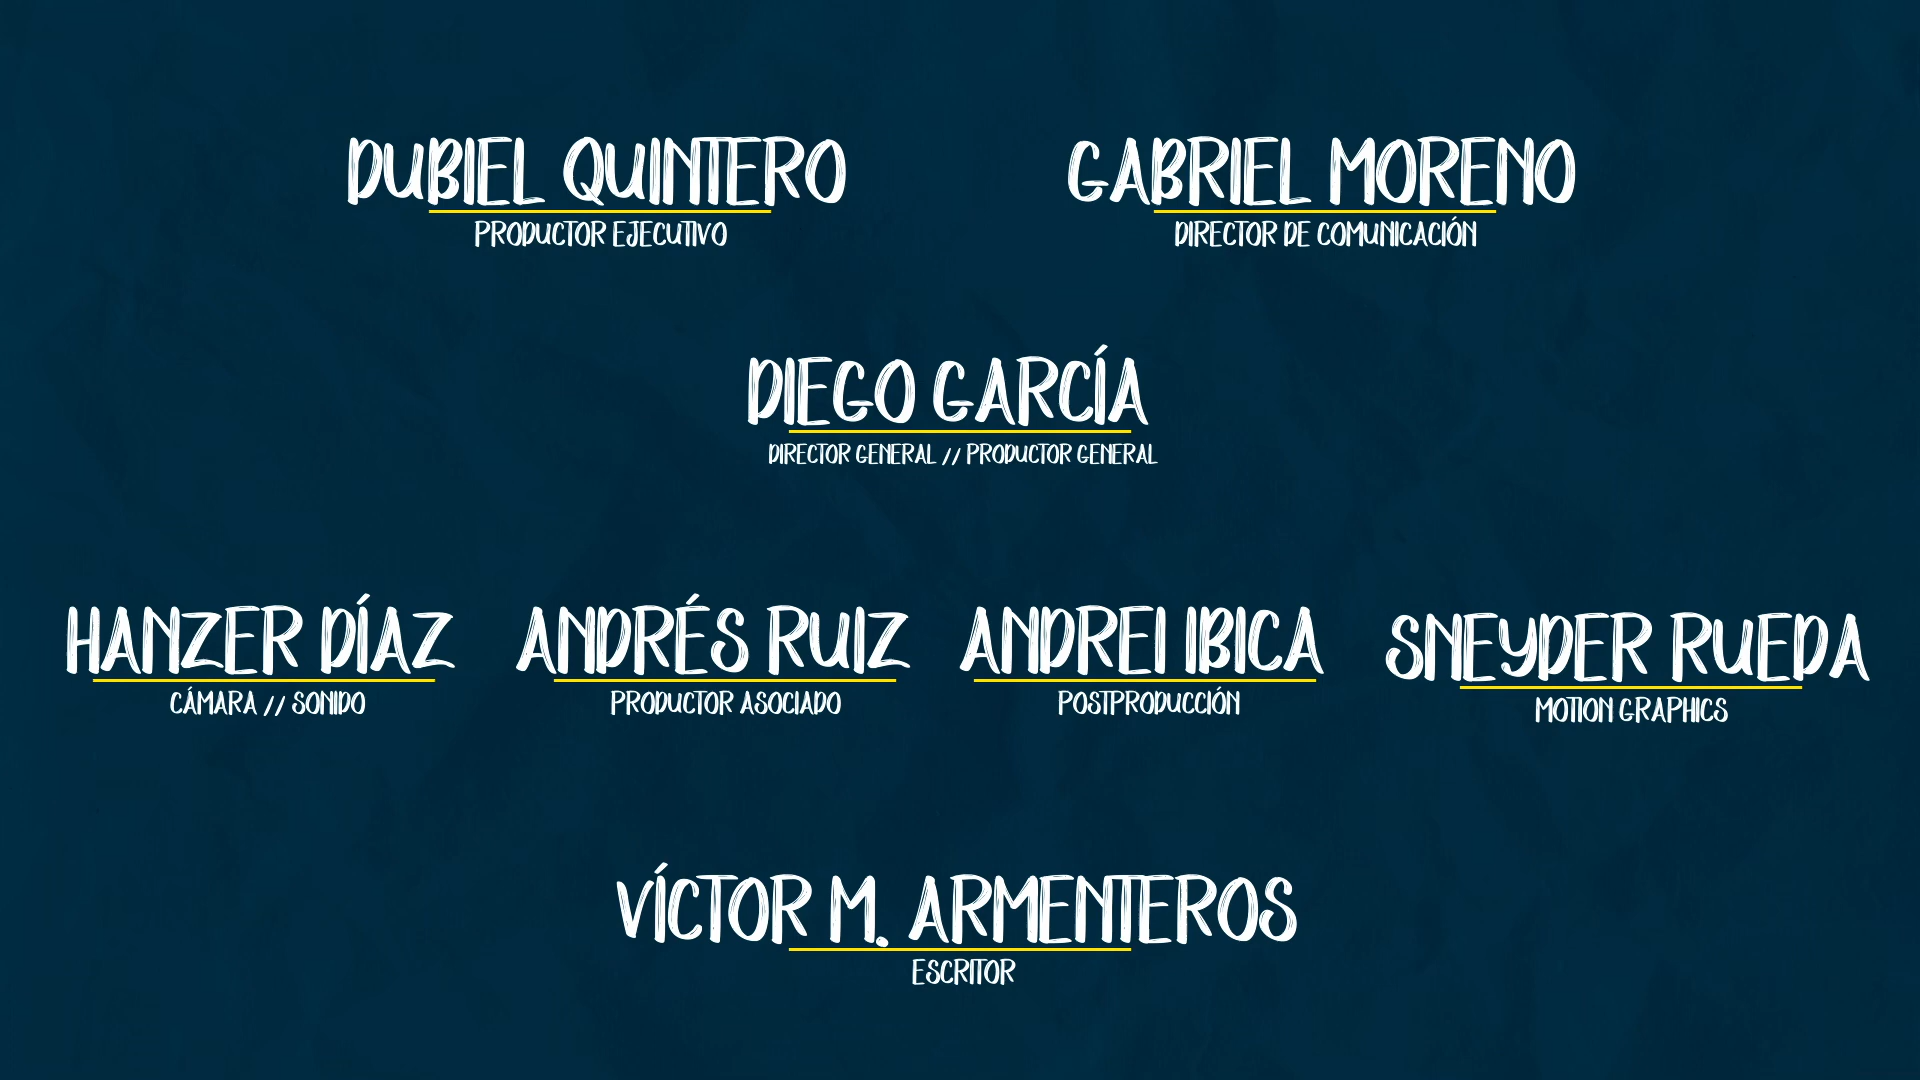 DUBIEL QUINTERO
PRODUCTOR EJECUTIVO
GABRIEL MORENO
DIRECTOR DE COMUNICACIÓN
DIEGO GARCÍA
DIRECTOR GENERAL // PRODUCTOR GENERAL
HANZER DÍAZ
CÁMARA // SONIDO
ANDRÉS RUIZ
PRODUCTOR ASOCIADO
ANDREI IBICA
POSTPRODUCCIÓN
SNEYDER RUEDA
MOTION GRAPHICS
VÍCTOR M. ARMENTEROS
ESCRITOR